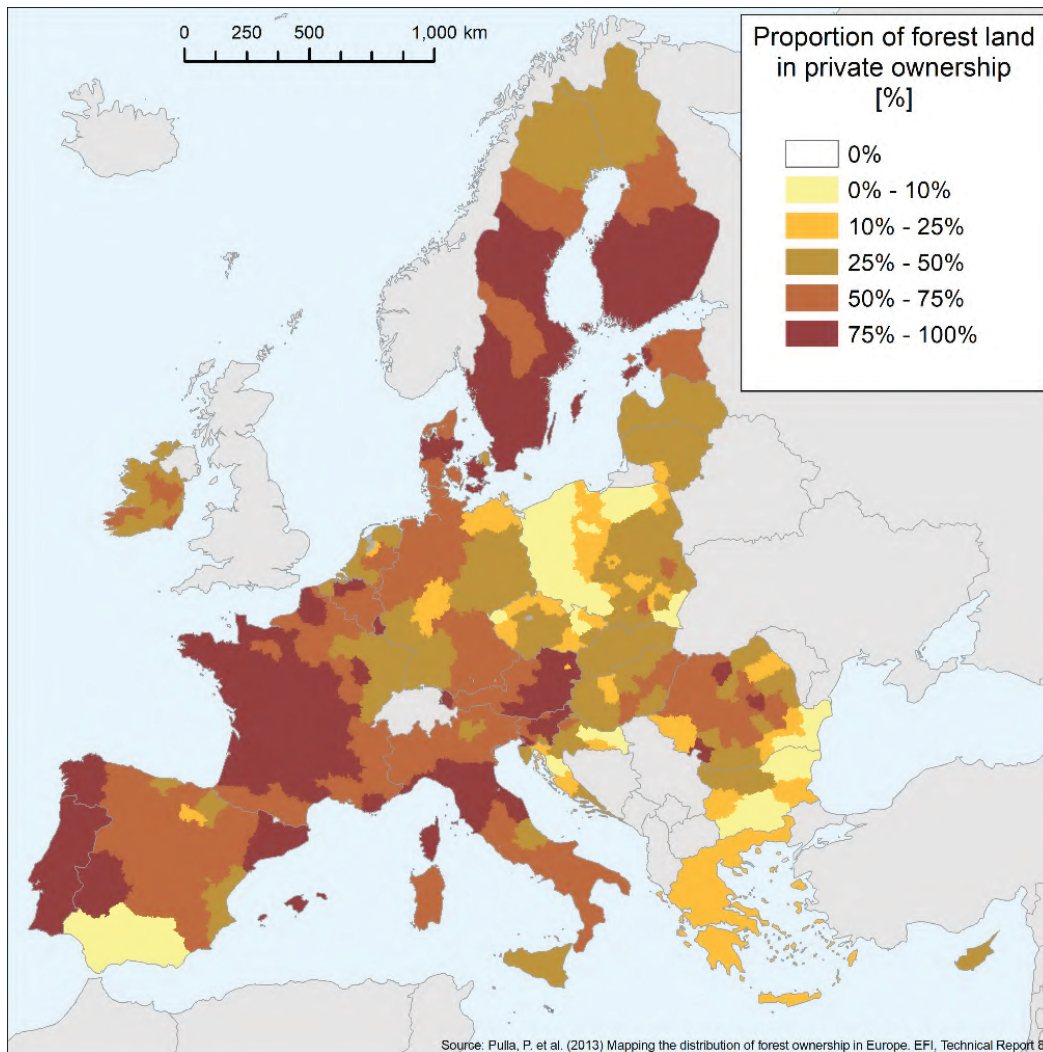 0 250 500 1,000 km
Proportion of forest land
in private ownership
[%]
0%
0% - 10%
10% - 25%
25% - 50%
50% - 75%
75% - 100%
Source: Pulla, P. et al. (2013) Mapping the distribution of forest ownership in Europe. EFI, Technical Report 8